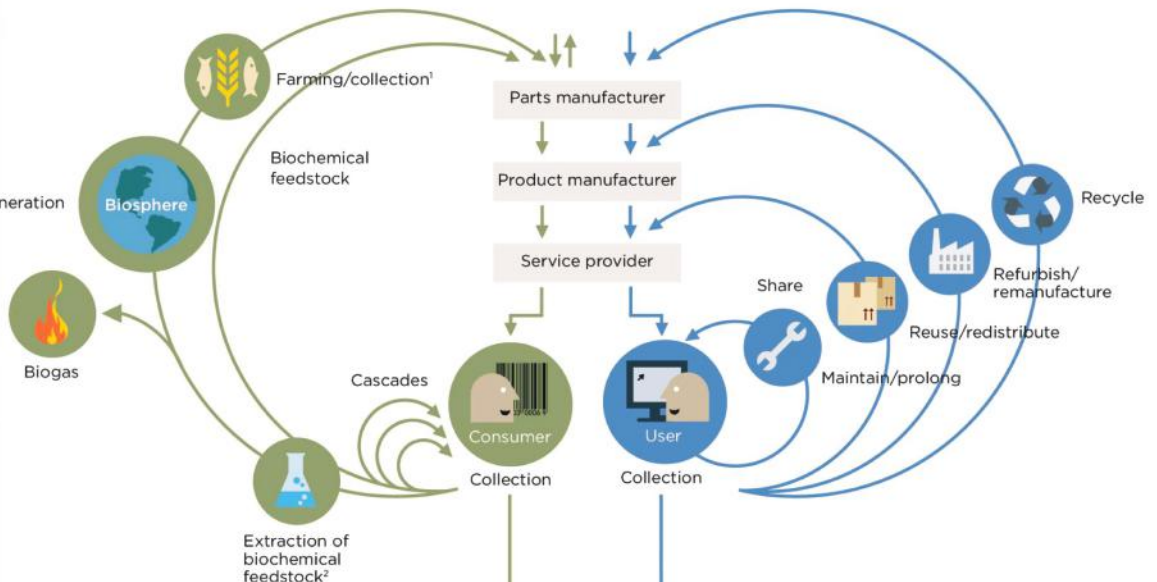 Farming/collection¹
Parts manufacturer
Biochemical
feedstock
Product manufacturer
Biosphere
Recycle
Service provider
Share
Refurbish/
remanufacture
Reuse/redistribute
Biogas
Cascades
Maintain/prolong
Consumer
User
Collection
Collection
Extraction of
biochemical
feedstock²